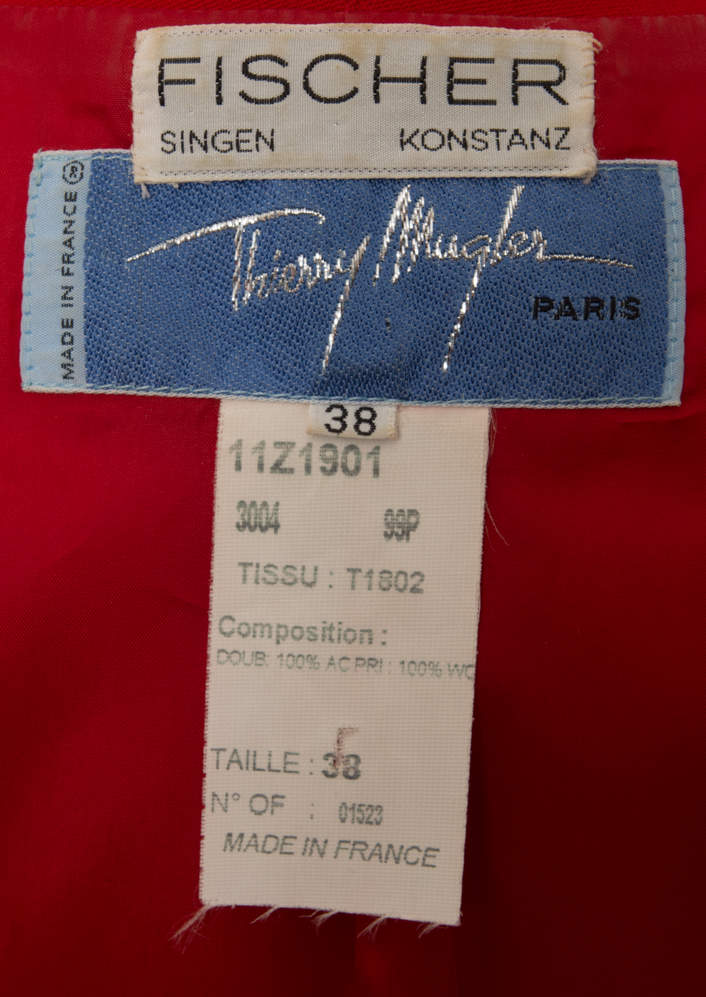 FISCHER
SINGEN KONSTANZ
MADE IN FRANCE ®
Thierry Mugler
PARIS
38
11Z1901
3004 99P
TISSU : T1802
Composition :
DOUB: 100% AC PRI : 100% WO
TAILLE : 38
N° OF : 01523
MADE IN FRANCE